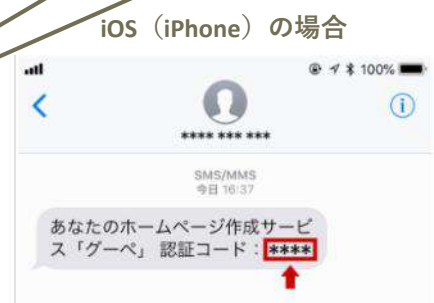 iOS（iPhone）の場合
100%
**** *** ***
SMS/MMS
今日 16:37
あなたのホームページ作成サービ
ス「グーペ」 認証コード：****